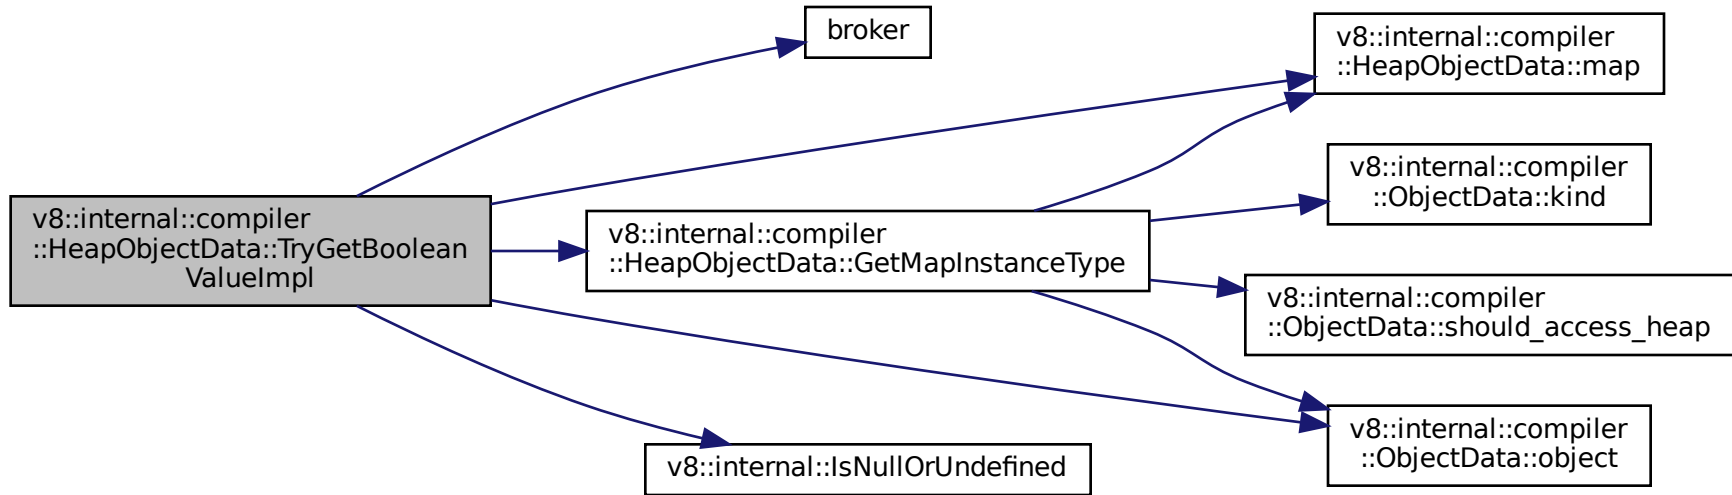 broker
v8::internal::compiler
::HeapObjectData::map
v8::internal::compiler
::ObjectData::kind
v8::internal::compiler
::HeapObjectData::TryGetBoolean
ValueImpl
v8::internal::compiler
::HeapObjectData::GetMapInstanceType
v8::internal::compiler
::ObjectData::should_access_heap
v8::internal::compiler
::ObjectData::object
v8::internal::IsNullOrUndefined